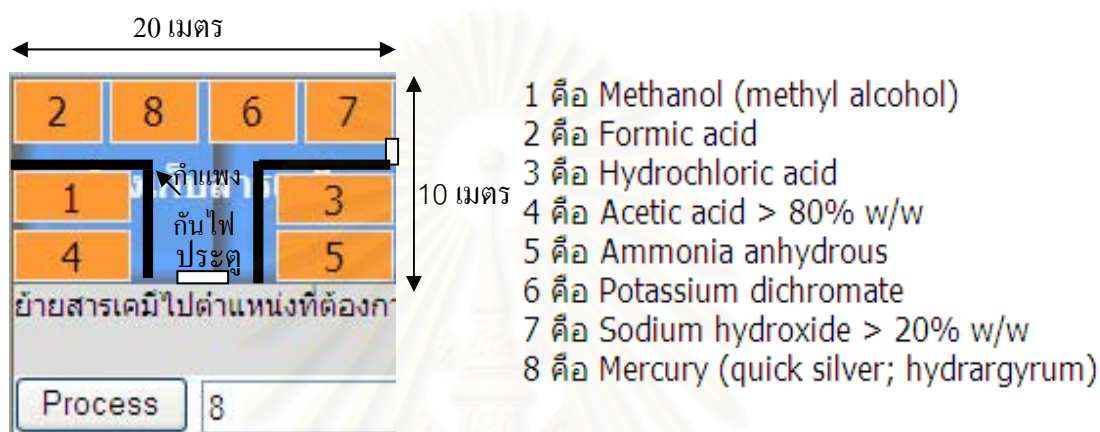 20 เมตร
2 8 6 7
กำแพง
1 3
กันไฟ
4 ประตู 5
10 เมตร
ย้ายสารเคมีไปตำแหน่งที่ต้องกา
Process 8
1 คือ Methanol (methyl alcohol)
2 คือ Formic acid
3 คือ Hydrochloric acid
4 คือ Acetic acid > 80% w/w
5 คือ Ammonia anhydrous
6 คือ Potassium dichromate
7 คือ Sodium hydroxide > 20% w/w
8 คือ Mercury (quick silver; hydrargyrum)